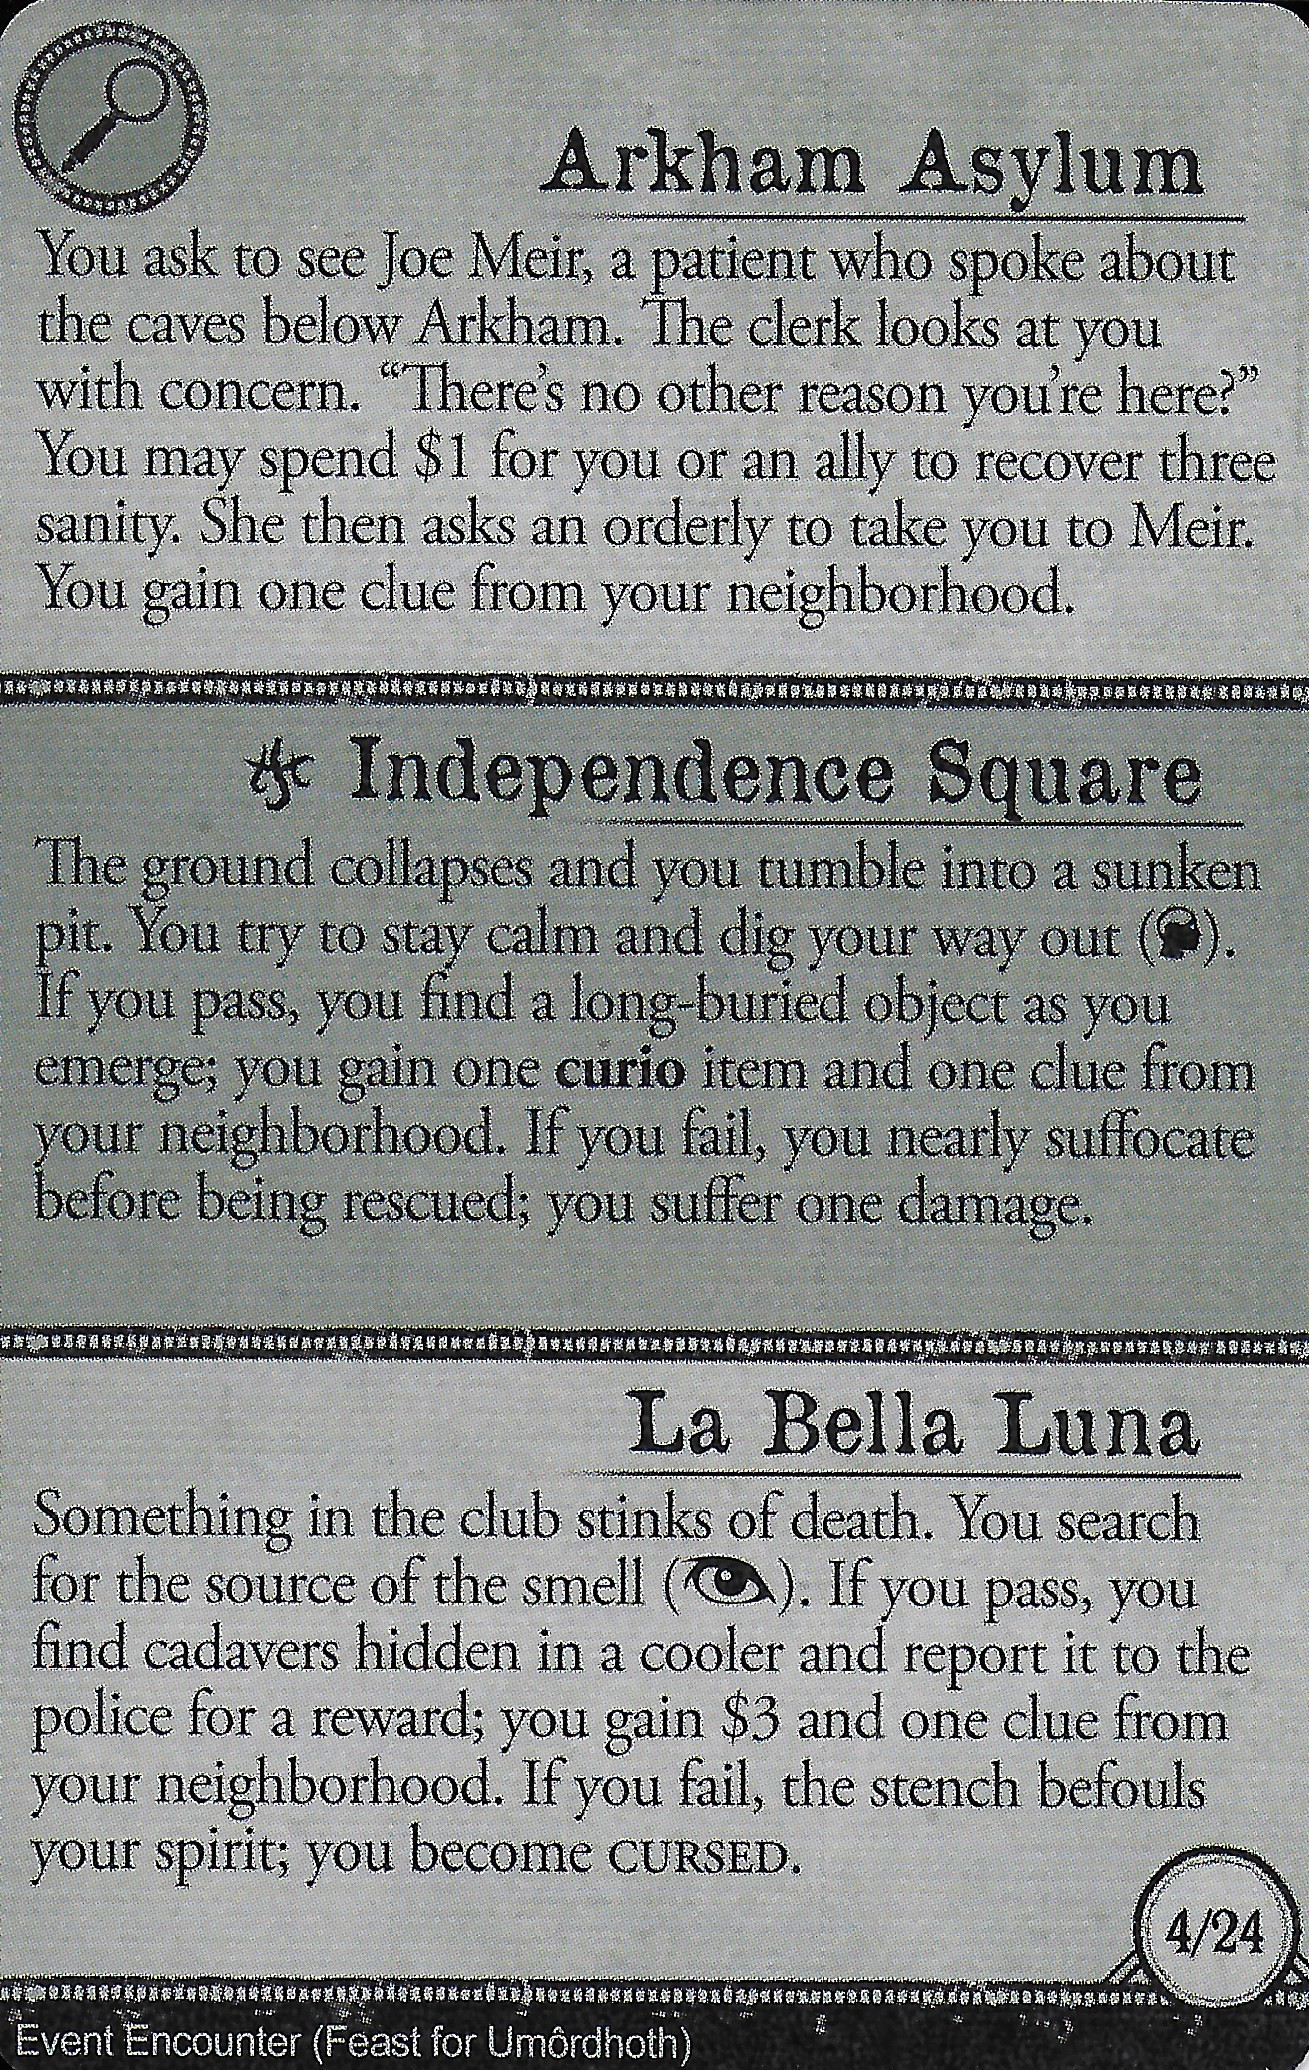 Arkham Asylum
You ask to see Joe Meir, a patient who spoke about
the caves below Arkham. The clerk looks at you
with concern. “There’s no other reason you’re here?”
You may spend $1 for you or an ally to recover three
sanity. She then asks an orderly to take you to Meir.
You gain one clue from your neighborhood.
Independence Square
The ground collapses and you tumble into a sunken
pit. You try to stay calm and dig your way out ( ).
If you pass, you find a long-buried object as you
emerge; you gain one curio item and one clue from
your neighborhood. If you fail, you nearly suffocate
before being rescued; you suffer one damage.
La Bella Luna
Something in the club stinks of death. You search
for the source of the smell ( ). If you pass, you
find cadavers hidden in a cooler and report it to the
police for a reward; you gain $3 and one clue from
your neighborhood. If you fail, the stench befouls
your spirit; you become CURSED.
4/24
Event Encounter (Feast for Umôrdhoth)